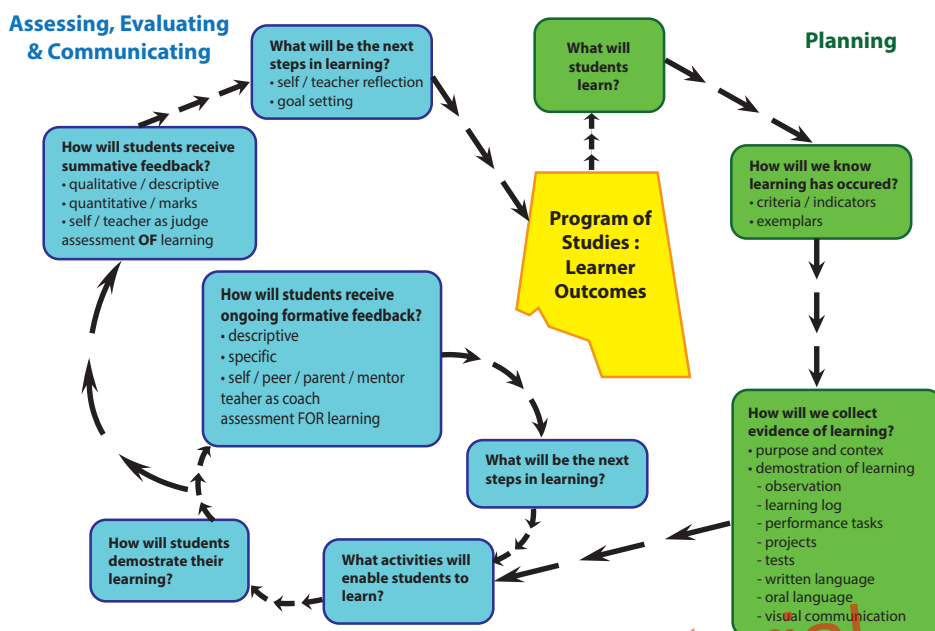 Assessing, Evaluating
& Communicating
What will be the next
steps in learning?
• self / teacher reflection
• goal setting
What will
students
learn?
Planning
How will students receive
summative feedback?
• qualitative / descriptive
• quantitative / marks
• self / teacher as judge
assessment OF learning
How will we know
learning has occured?
• criteria / indicators
• exemplars
Program of
Studies :
Learner
Outcomes
How will students receive
ongoing formative feedback?
• descriptive
• specific
• self / peer / parent / mentor
teaher as coach
assessment FOR learning
How will we collect
evidence of learning?
• purpose and contex
• demostration of learning
- observation
- learning log
- performance tasks
- projects
- tests
- written language
- oral language
- visual communication
What will be the next
steps in learning?
How will students
demostrate their
learning?
What activities will
enable students to
learn?